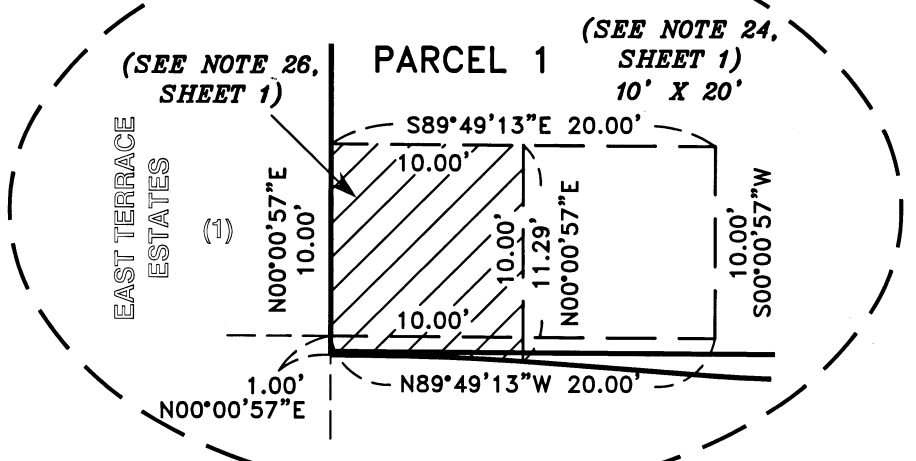 (SEE NOTE 24,
SHEET 1)
10' X 20'
(SEE NOTE 26,
SHEET 1)
PARCEL 1
S89°49'13"E 20.00'
10.00'
EAST TERRACE
ESTATES
(1)
N00°00'57"E
10.00'
10.00'
11.29'
N00°00'57"E
10.00'
S00°00'57"W
10.00'
1.00'
N00°00'57"E
N89°49'13"W 20.00'